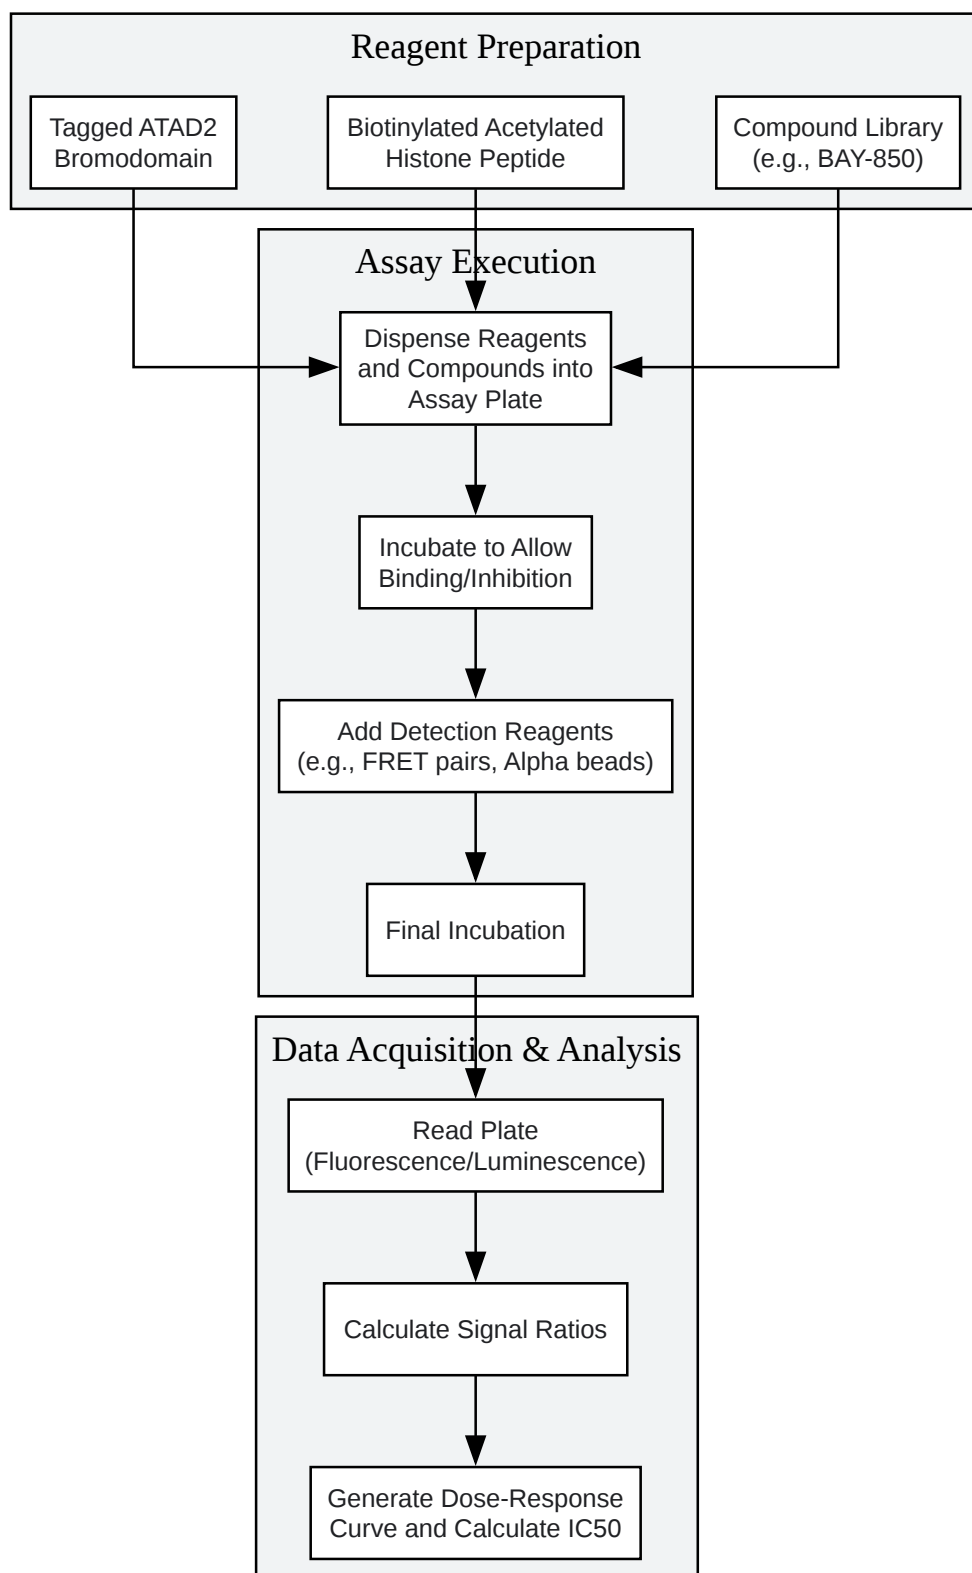 Reagent Preparation
Tagged ATAD2
Bromodomain
Biotinylated Acetylated
Histone Peptide
Compound Library
(e.g., BAY-850)
Assay Execution
Dispense Reagents
and Compounds into
Assay Plate
Incubate to Allow
Binding/Inhibition
Add Detection Reagents
(e.g., FRET pairs, Alpha beads)
Final Incubation
Data Acquisition & Analysis
Read Plate
(Fluorescence/Luminescence)
Calculate Signal Ratios
Generate Dose-Response
Curve and Calculate IC50